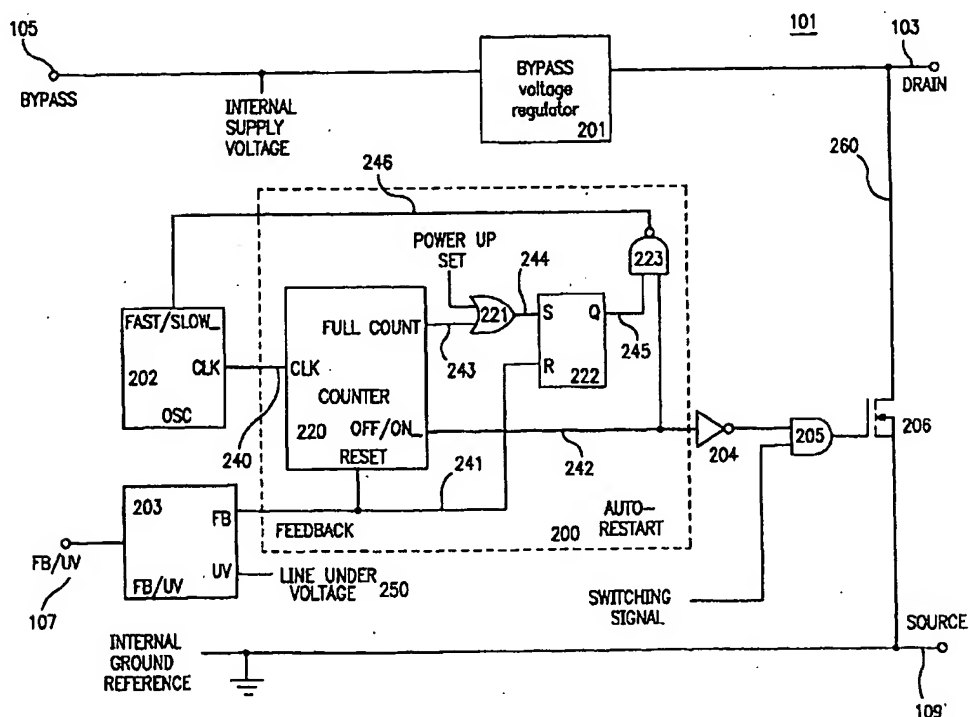 101
105
103
BYPASS
BYPASS
voltage
regulator
201
DRAIN
INTERNAL
SUPPLY
VOLTAGE
260
246
POWER UP
SET
244
223
FAST/SLOW_
202
CLK
OSC
240
FULL COUNT
243
CLK
COUNTER
220
OFF/ON_
RESET
221
S
Q
R
222
245
241
242
204
205
206
203
FB
FEEDBACK
200
AUTO-
RESTART
FB/UV
107
FB/UV
UV
LINE UNDER
VOLTAGE
250
SWITCHING
SIGNAL
SOURCE
INTERNAL
GROUND
REFERENCE
109